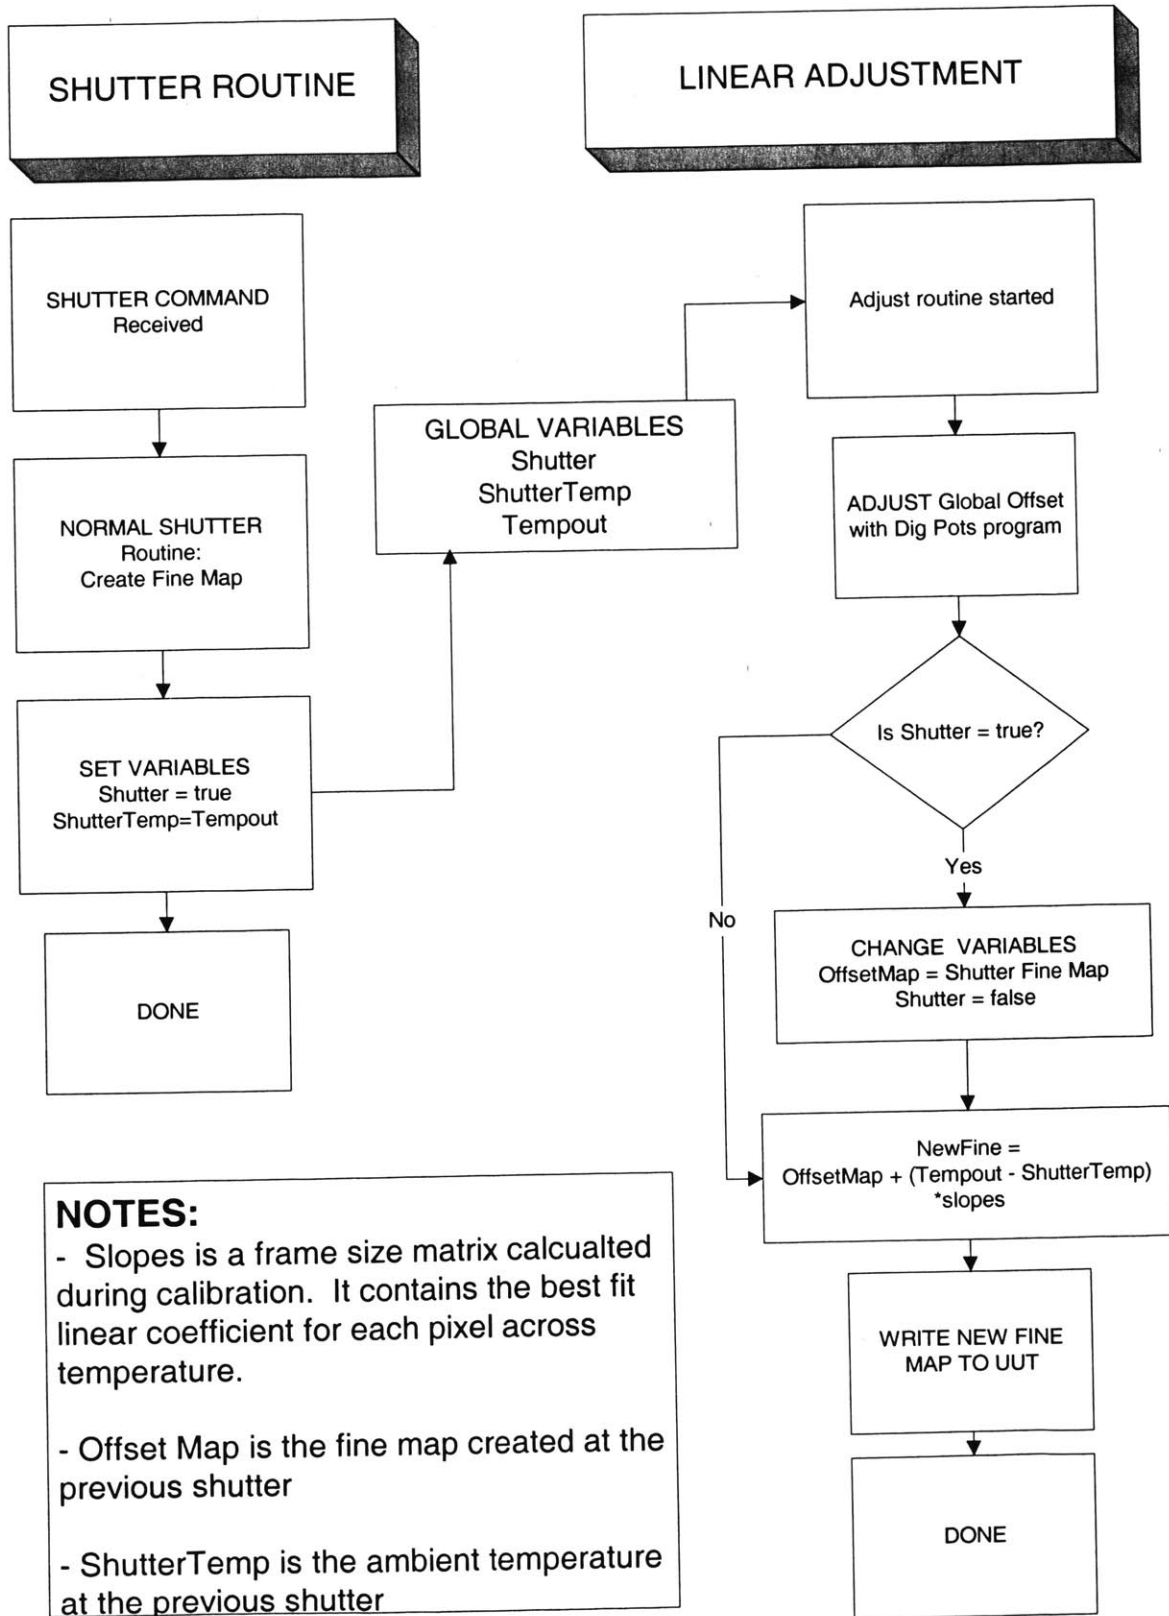 SHUTTER ROUTINE
SHUTTER COMMAND
Received
NORMAL SHUTTER
Routine:
Create Fine Map
SET VARIABLES
Shutter = true
ShutterTemp=Tempout
DONE
GLOBAL VARIABLES
Shutter
ShutterTemp
Tempout
LINEAR ADJUSTMENT
Adjust routine started
ADJUST Global Offset
with Dig Pots program
Is Shutter = true?
Yes
No
CHANGE VARIABLES
OffsetMap = Shutter Fine Map
Shutter = false
NewFine =
OffsetMap + (Tempout - ShutterTemp)
*slopes
WRITE NEW FINE
MAP TO UUT
DONE
NOTES:
- Slopes is a frame size matrix calcualted
during calibration. It contains the best fit
linear coefficient for each pixel across
temperature.
- Offset Map is the fine map created at the
previous shutter
- ShutterTemp is the ambient temperature
at the previous shutter